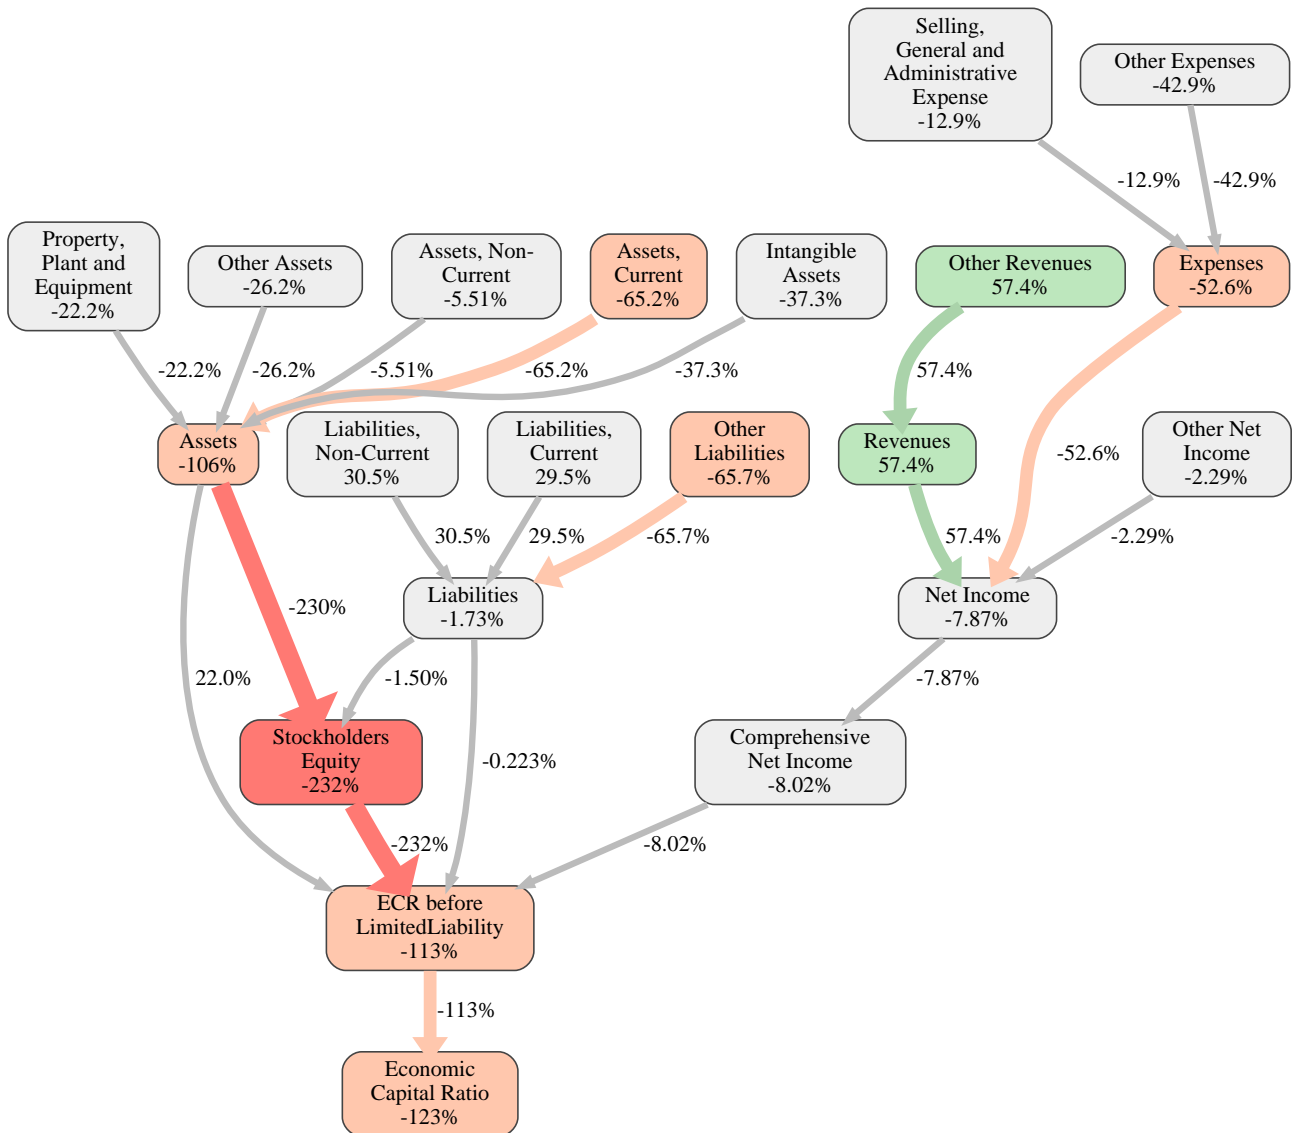 Selling,
General and
Administrative
Expense
-12.9%
Other Expenses
-42.9%
-12.9%
-42.9%
Property,
Plant and
Equipment
-22.2%
Other Assets
-26.2%
Assets, Non-
Current
-5.51%
Assets,
Current
-65.2%
Intangible
Assets
-37.3%
Other Revenues
57.4%
Expenses
-52.6%
-22.2%
-26.2%
-5.51%
-65.2%
-37.3%
57.4%
-52.6%
Assets
-106%
Liabilities,
Non-Current
30.5%
Liabilities,
Current
29.5%
Other
Liabilities
-65.7%
Revenues
57.4%
Other Net
Income
-2.29%
30.5%
29.5%
-65.7%
57.4%
-2.29%
-230%
Liabilities
-1.73%
Net Income
-7.87%
22.0%
-1.50%
-7.87%
Stockholders
Equity
-232%
-0.223%
Comprehensive
Net Income
-8.02%
-232%
-8.02%
ECR before
LimitedLiability
-113%
-113%
Economic
Capital Ratio
-123%